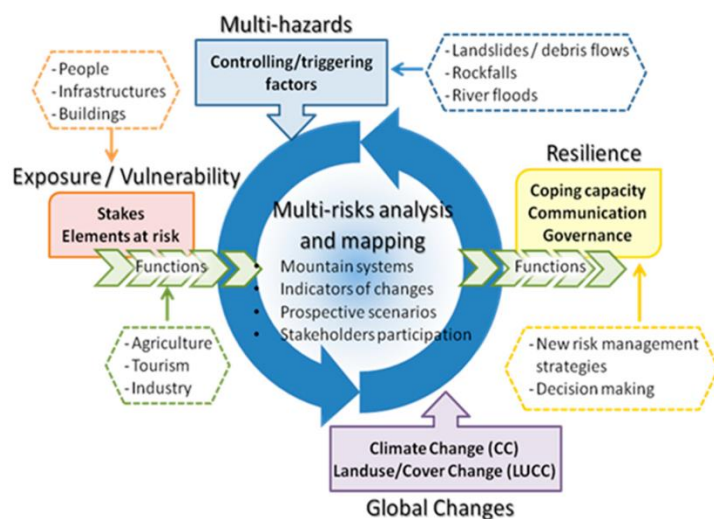 Multi-hazards
Controlling/triggering
factors
- Landslides / debris flows
- Rockfalls
- River floods
- People
- Infrastructures
- Buildings
Exposure / Vulnerability
Stakes
Elements at risk
Functions
- Agriculture
- Tourism
- Industry
Multi-risks analysis
and mapping
• Mountain systems
• Indicators of changes
• Prospective scenarios
• Stakeholders participation
Resilience
Coping capacity
Communication
Governance
Functions
- New risk management
strategies
- Decision making
Climate Change (CC)
Landuse/Cover Change (LUCC)
Global Changes